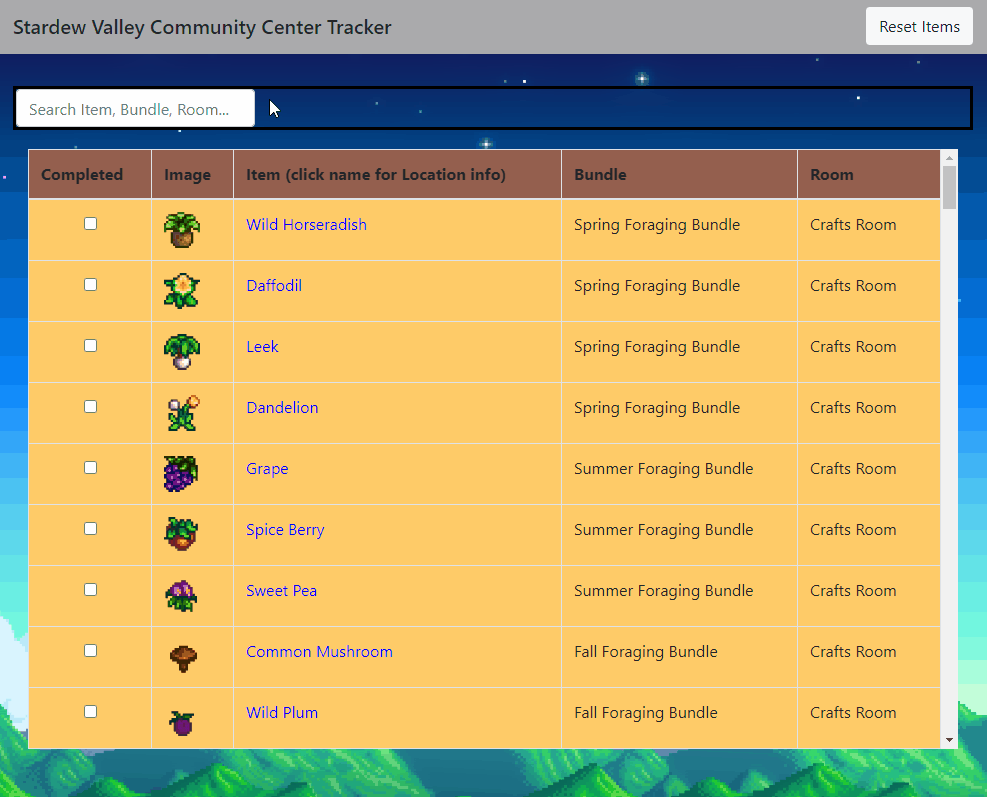 Stardew Valley Community Center Tracker Reset Items
Search Item, Bundle, Room...
Completed Image Item (click name for Location info) Bundle Room
Wild Horseradish Spring Foraging Bundle Crafts Room
Daffodil Spring Foraging Bundle Crafts Room
Leek Spring Foraging Bundle Crafts Room
Dandelion Spring Foraging Bundle Crafts Room
Grape Summer Foraging Bundle Crafts Room
Spice Berry Summer Foraging Bundle Crafts Room
Sweet Pea Summer Foraging Bundle Crafts Room
Common Mushroom Fall Foraging Bundle Crafts Room
Wild Plum Fall Foraging Bundle Crafts Room